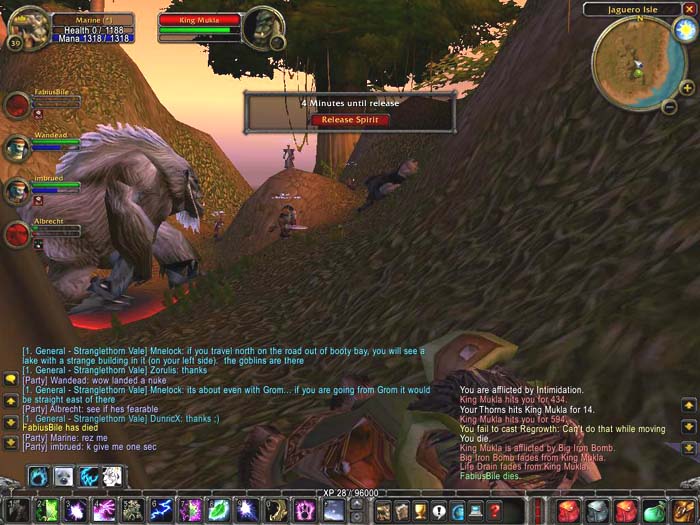 Marine (*)
Health 0 / 1188
Mana 1318 / 1318
39
King Mukla
Jaguero Isle
N
FabiusBile
Wandead
imbrued
Albrecht
4 Minutes until release
Release Spirit
[1. General - Stranglethorn Vale] Mnelock: if you travel north on the road out of booty bay, you will see a
lake with a strange building in it (on your left side). the goblins are there
[1. General - Stranglethorn Vale] Zorulis: thanks
[Party] Wandead: wow landed a nuke
[1. General - Stranglethorn Vale] Mnelock: its about even with Grom... if you are going from Grom it would
be straight east of there
[Party] Albrecht: see if hes fearable
[1. General - Stranglethorn Vale] DunricX: thanks :)
FabiusBile has died
[Party] Marine: rez me
[Party] imbrued: k give me one sec
You are afflicted by Intimidation.
King Mukla hits you for 434.
Your Thorns hits King Mukla for 14.
King Mukla hits you for 594.
You fail to cast Regrowth: Can't do that while moving
You die.
King Mukla is afflicted by Big Iron Bomb.
Big Iron Bomb fades from King Mukla.
Life Drain fades from King Mukla.
FabiusBile dies.
XP 28 / 96000